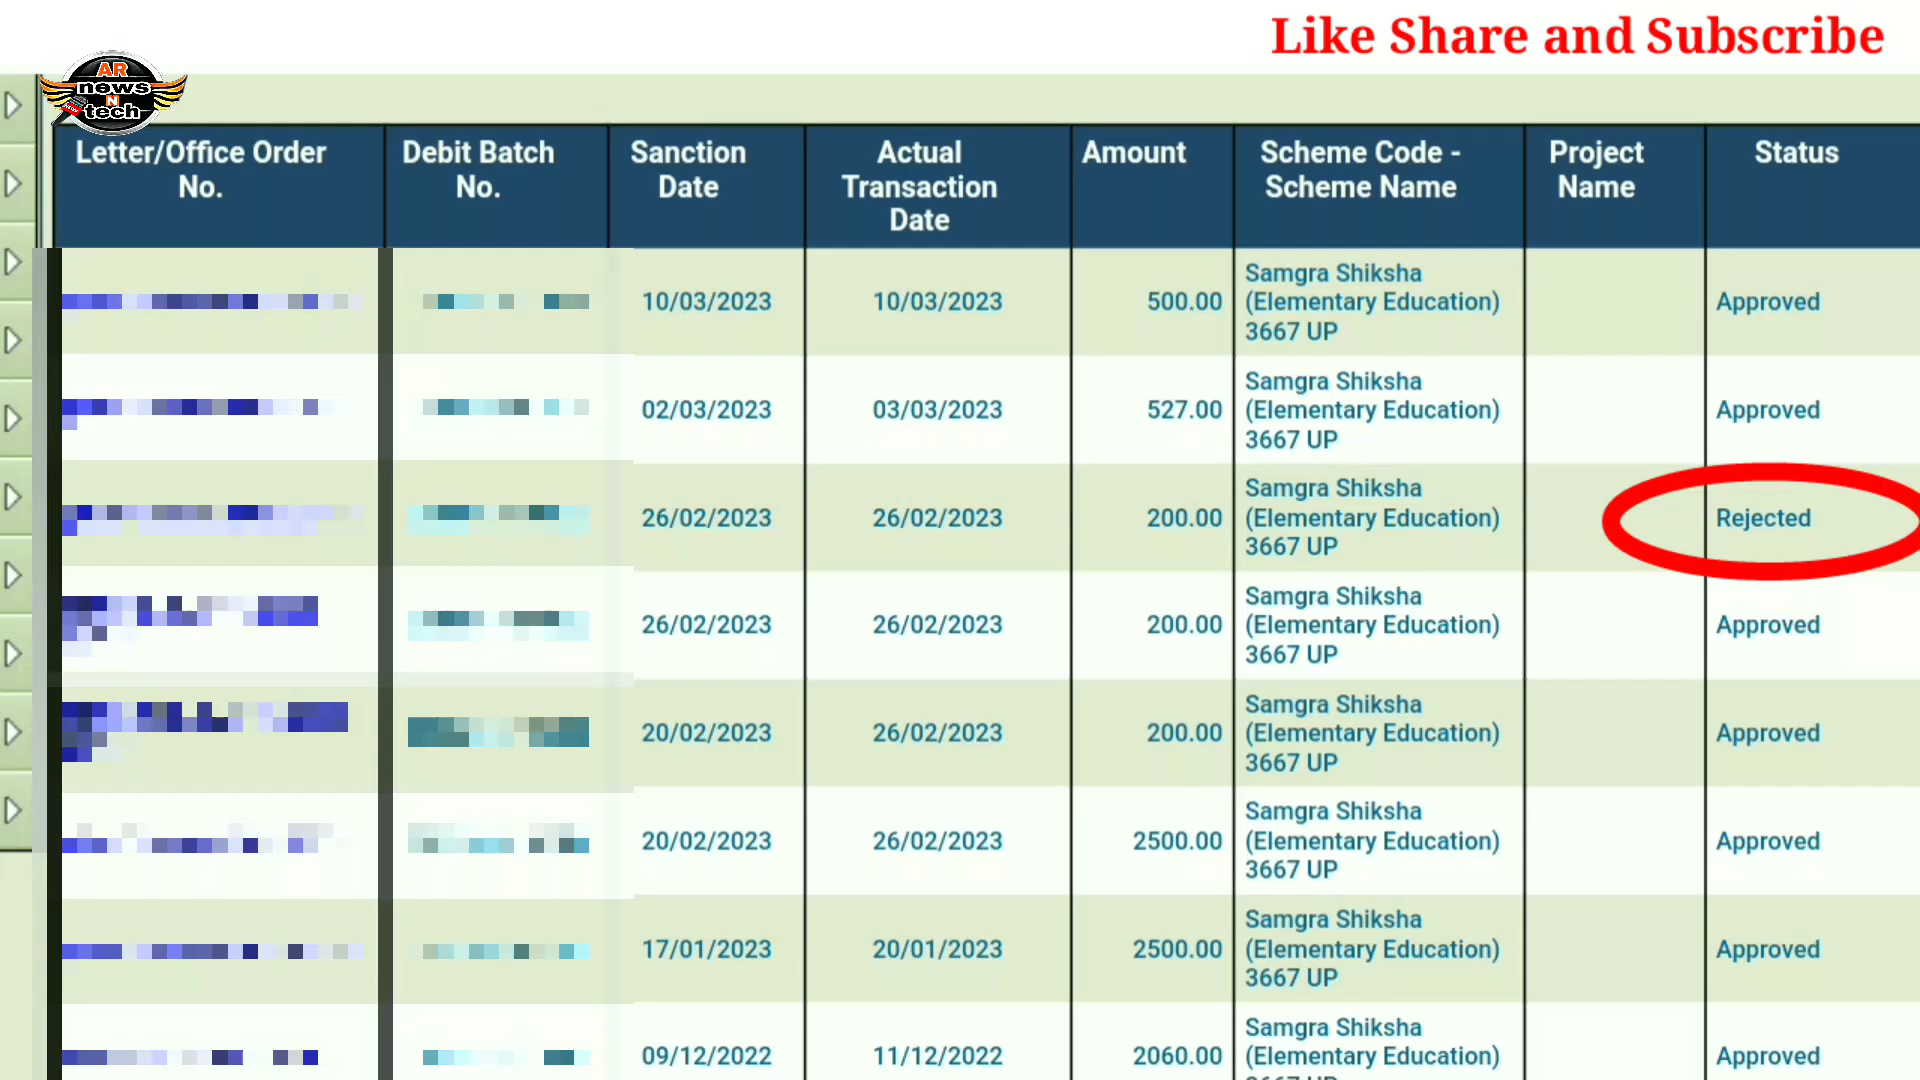 Like Share and Subscribe
AR
news
N
tech
Letter/Office Order
No.
Debit Batch
No.
Sanction
Date
Actual
Transaction
Date
Amount
Scheme Code -
Scheme Name
Project
Name
Status
10/03/2023 10/03/2023 500.00
Samgra Shiksha
(Elementary Education)
3667 UP
Approved
02/03/2023 03/03/2023 527.00
Samgra Shiksha
(Elementary Education)
3667 UP
Approved
26/02/2023 26/02/2023 200.00
Samgra Shiksha
(Elementary Education)
3667 UP
Rejected
26/02/2023 26/02/2023 200.00
Samgra Shiksha
(Elementary Education)
3667 UP
Approved
20/02/2023 26/02/2023 200.00
Samgra Shiksha
(Elementary Education)
3667 UP
Approved
20/02/2023 26/02/2023 2500.00
Samgra Shiksha
(Elementary Education)
3667 UP
Approved
17/01/2023 20/01/2023 2500.00
Samgra Shiksha
(Elementary Education)
3667 UP
Approved
09/12/2022 11/12/2022 2060.00
Samgra Shiksha
(Elementary Education)
Approved